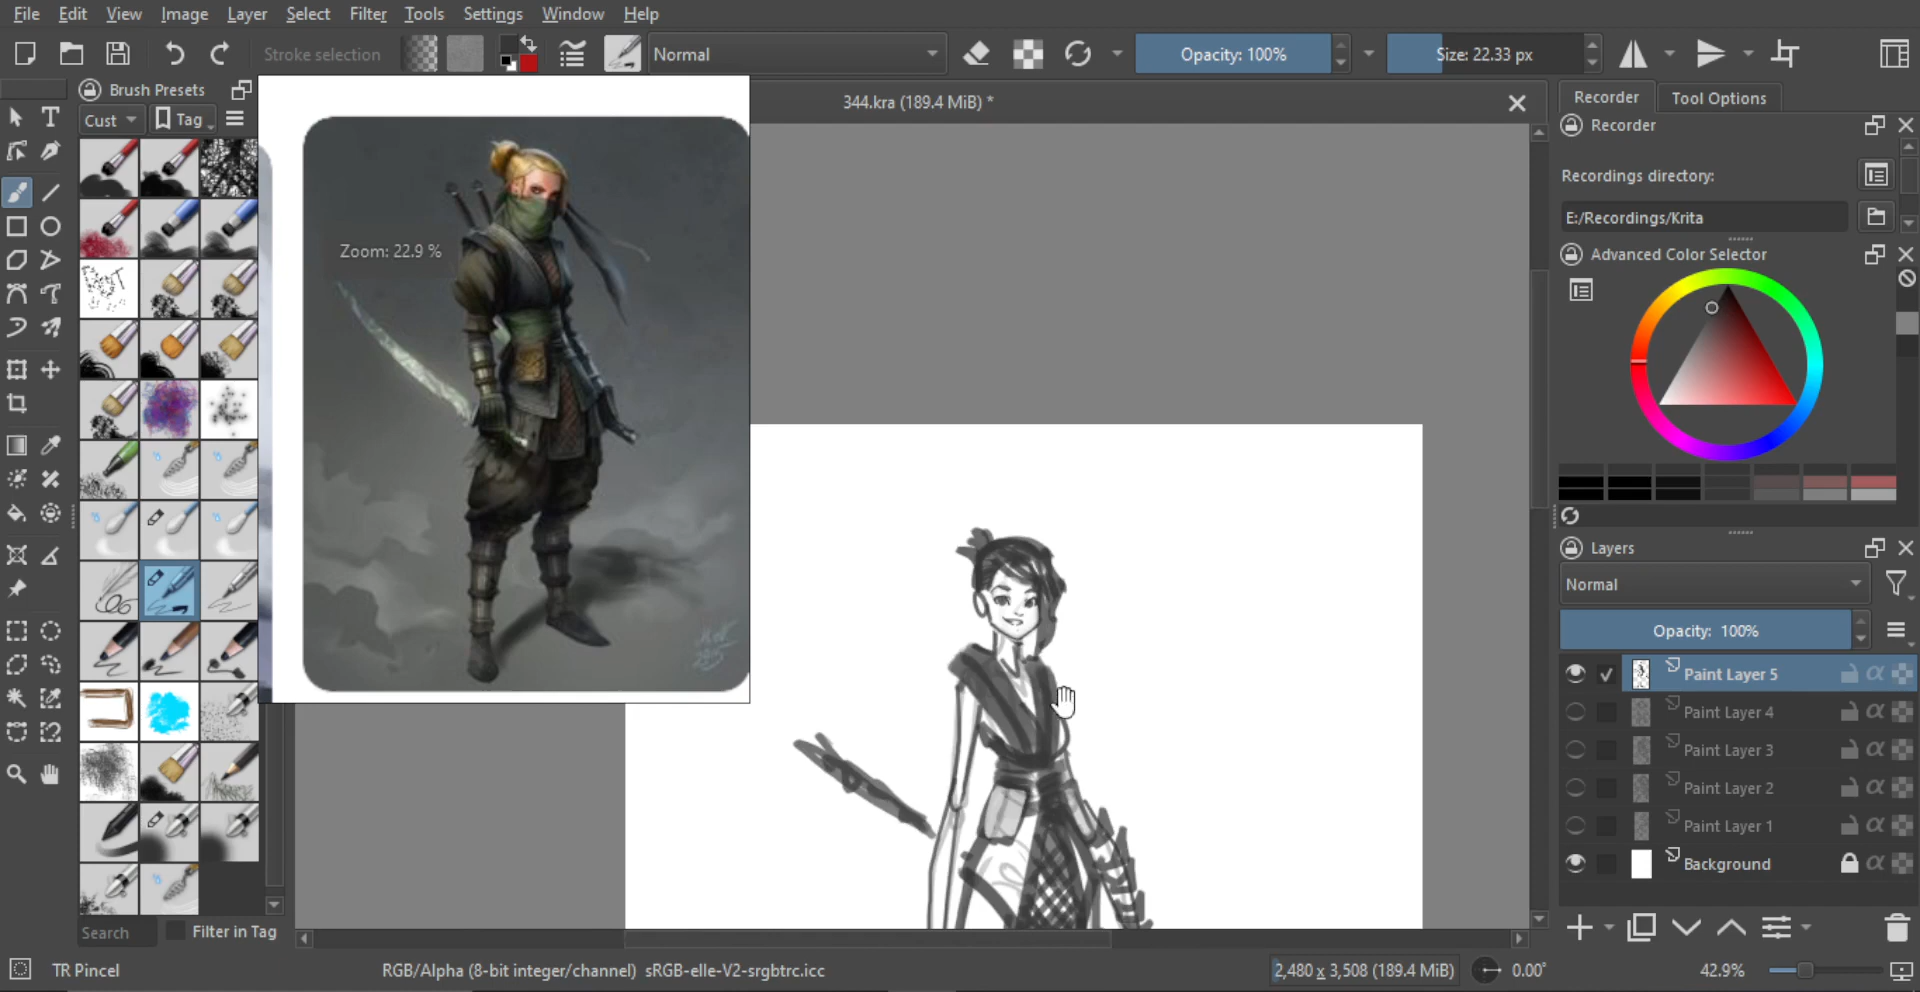 File Edit View Image Layer Select Filter Tools Settings Window Help
Stroke selection Normal Opacity: 100% Size: 22.33 px
Brush Presets
Cust Tag
344.kra (189.4 MiB) *
Zoom: 22.9 %
Search Filter in Tag
Recorder Tool Options
Recorder
Recordings directory:
E:/Recordings/Krita
Advanced Color Selector
Layers
Normal
Opacity: 100%
Paint Layer 5
Paint Layer 4
Paint Layer 3
Paint Layer 2
Paint Layer 1
Background
TR Pincel RGB/Alpha (8-bit integer/channel) sRGB-elle-V2-srgbtrc.icc 2,480 x 3,508 (189.4 MiB) 0.00° 42.9%